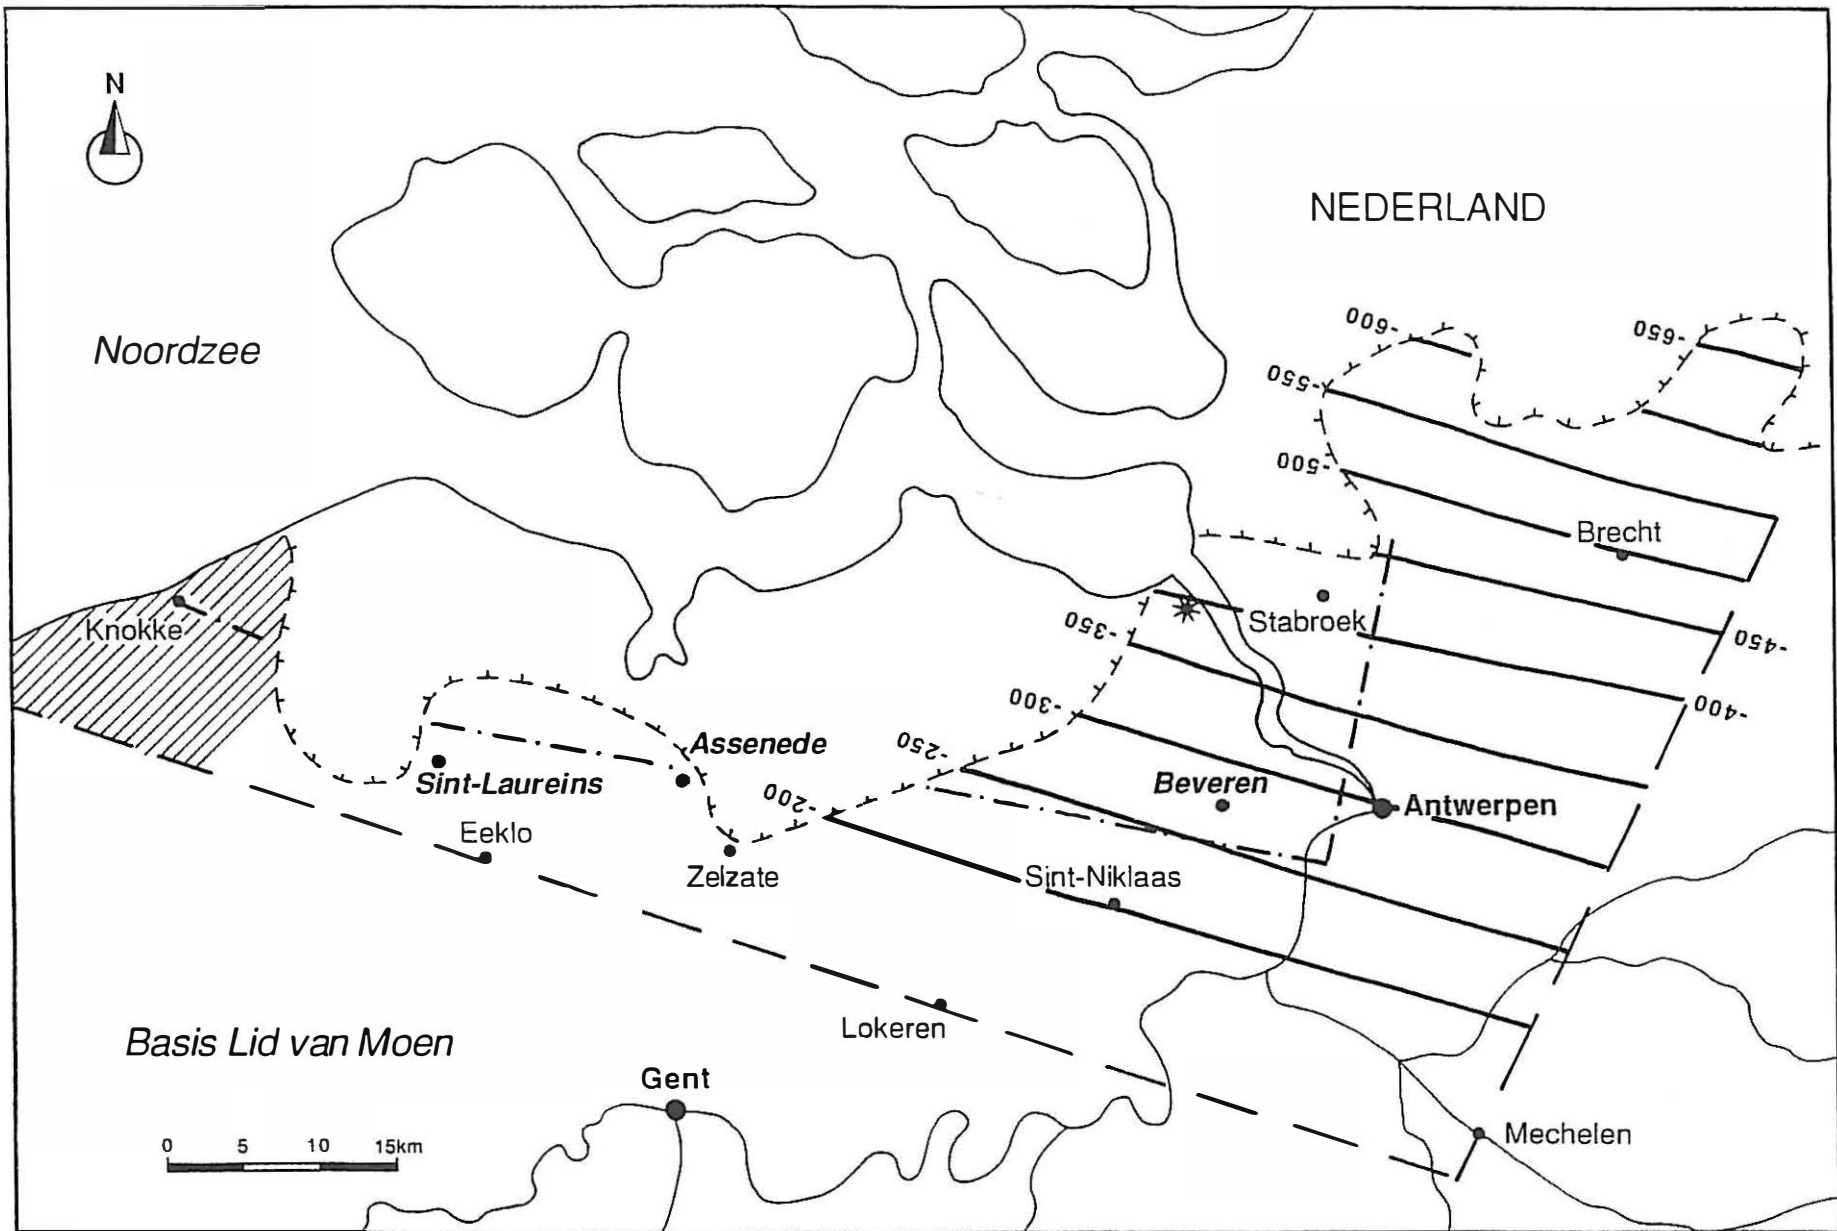 N
NEDERLAND
Noordzee
-600
-650
-550
-500
Brecht
Knokke
Stabroek
-350
-450
-300
-400
Assenede
-250
Sint-Laureins
Beveren
-200
Antwerpen
Eeklo
Zelzate
Sint-Niklaas
Lokeren
Basis Lid van Moen
Gent
Mechelen
0 5 10 15km